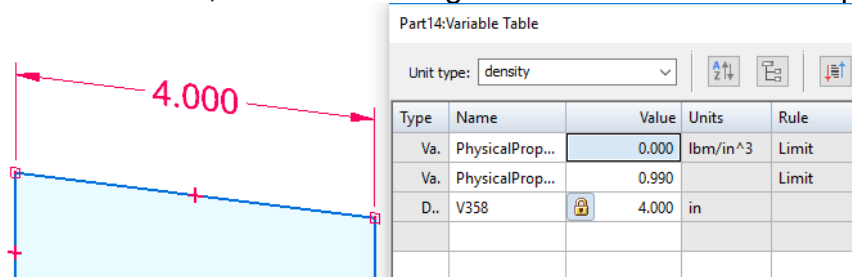 Part14:Variable Table
Unit type: density
4.000
Type Name Value Units Rule
Va. PhysicalProp... 0.000 lbm/in^3 Limit
Va. PhysicalProp... 0.990 Limit
D.. V358 4.000 in